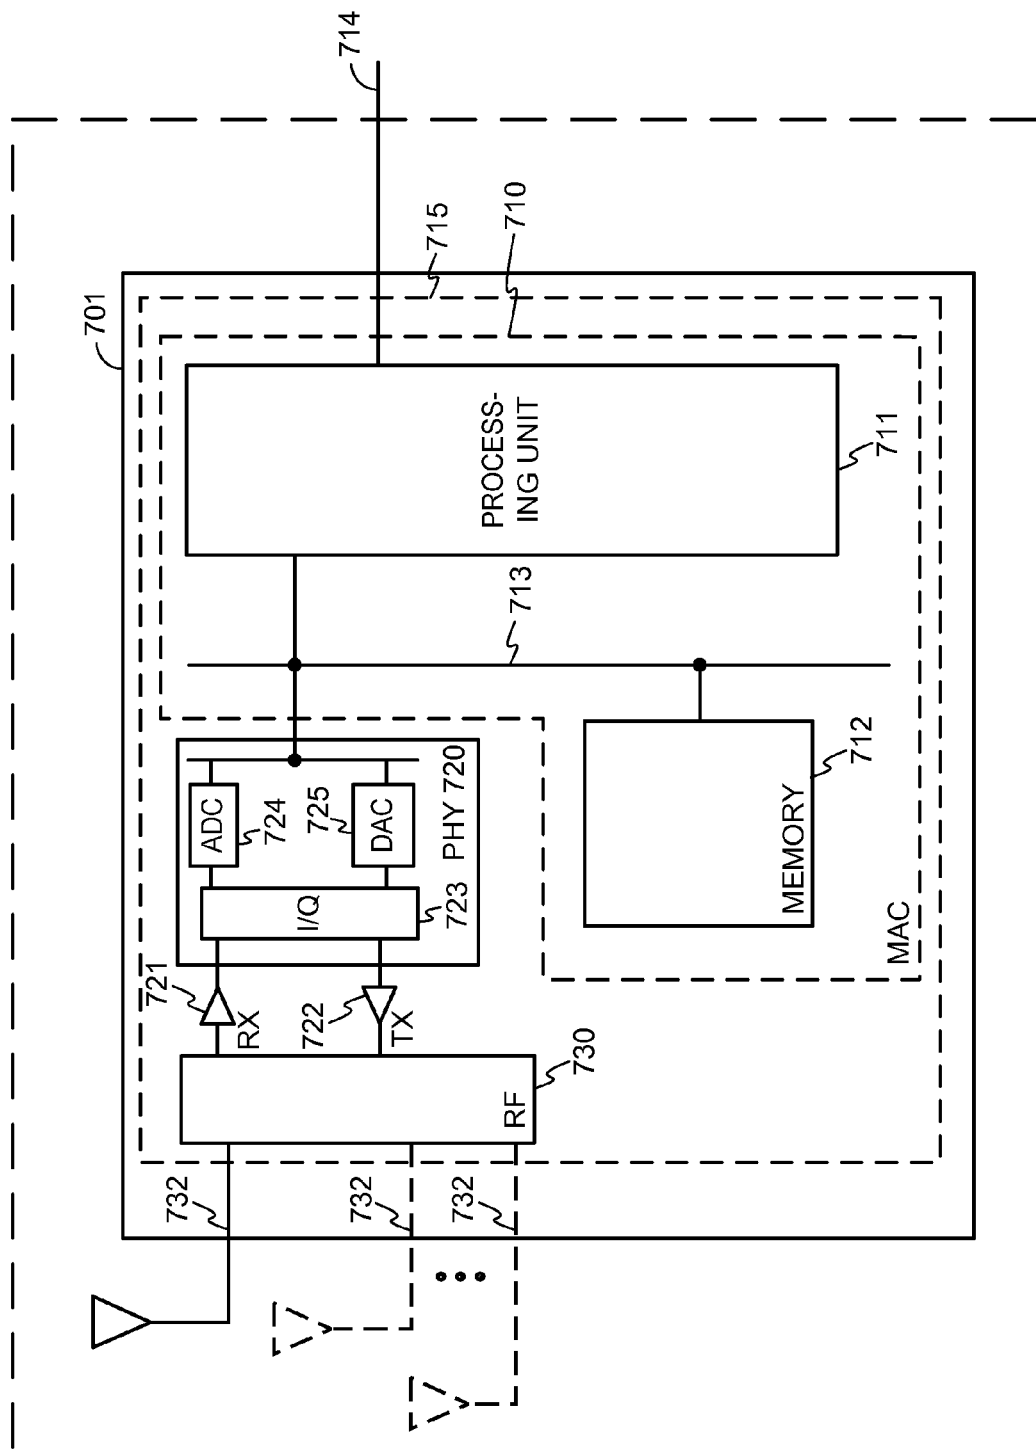 714
715
710
701
PROCESS-
ING UNIT
711
713
ADC
724
725
DAC
PHY 720
I/Q
723
712
MEMORY
MAC
721
RX
722
TX
730
RF
732
732
732